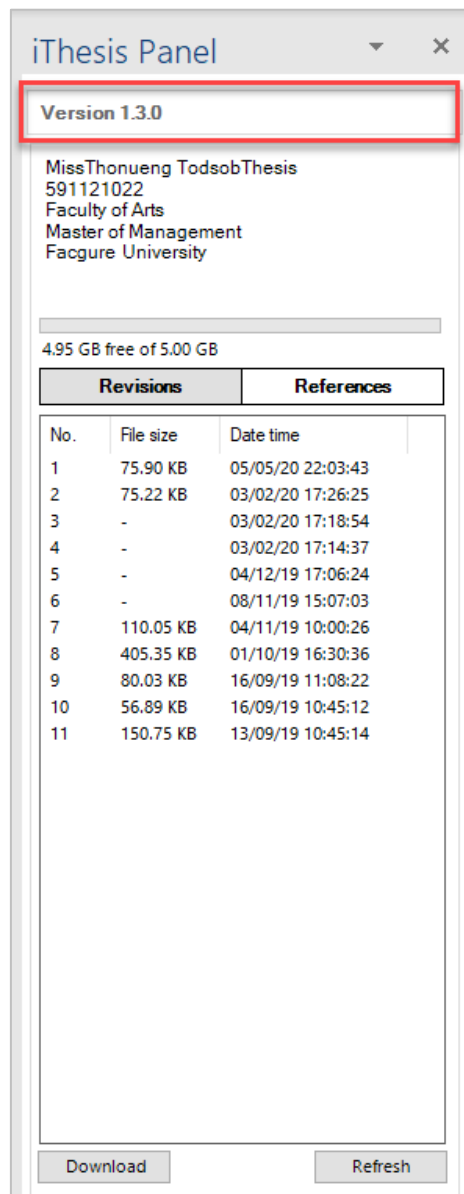 iThesis Panel
Version 1.3.0
MissThonueng TodsobThesis
591121022
Faculty of Arts
Master of Management
Facgure University
4.95 GB free of 5.00 GB
Revisions References
No. File size Date time
1 75.90 KB 05/05/20 22:03:43
2 75.22 KB 03/02/20 17:26:25
3 - 03/02/20 17:18:54
4 - 03/02/20 17:14:37
5 - 04/12/19 17:06:24
6 - 08/11/19 15:07:03
7 110.05 KB 04/11/19 10:00:26
8 405.35 KB 01/10/19 16:30:36
9 80.03 KB 16/09/19 11:08:22
10 56.89 KB 16/09/19 10:45:12
11 150.75 KB 13/09/19 10:45:14
Download Refresh